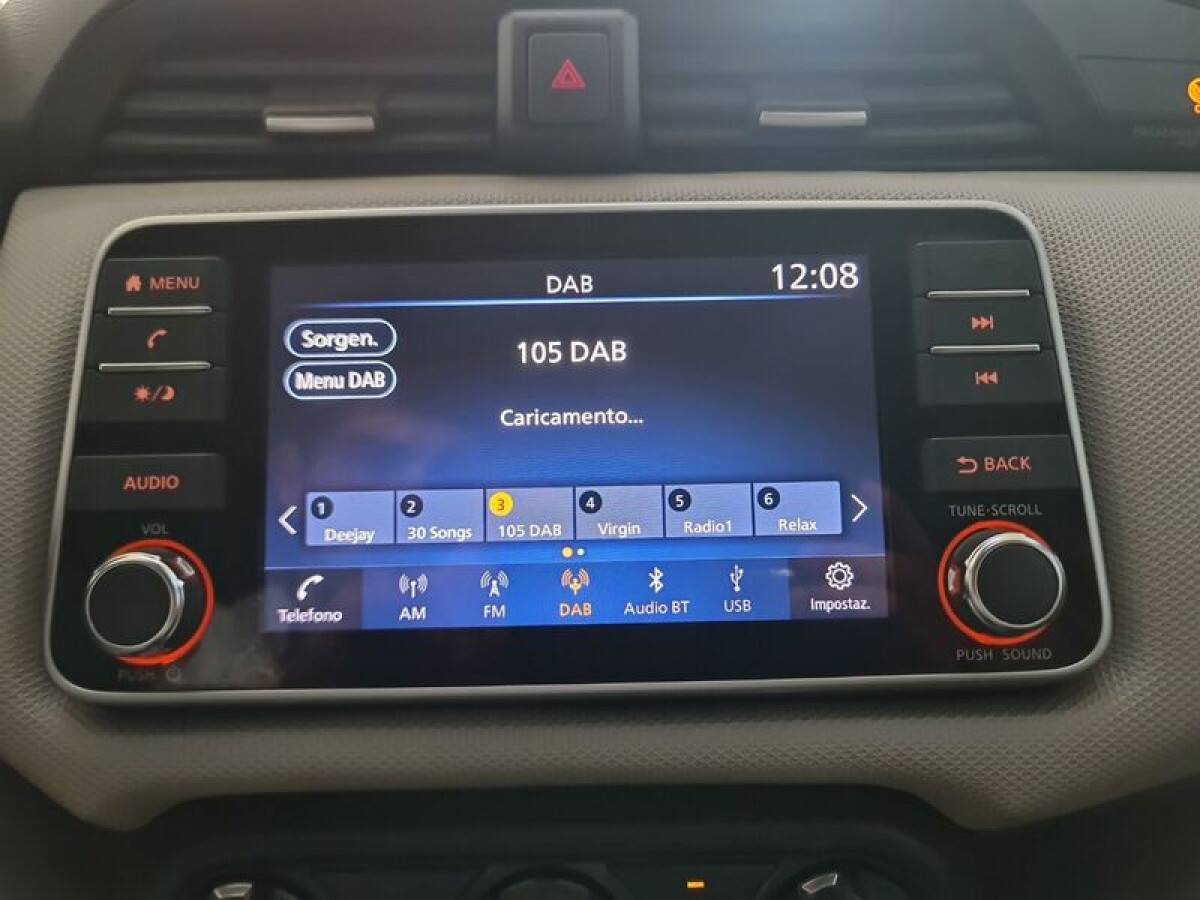 MENU
AUDIO
VOL
PUSH
DAB
12:08
Sorgen.
Menu DAB
105 DAB
Caricamento...
1 2 3 4 5 6
Deejay 30 Songs 105 DAB Virgin Radio1 Relax
Telefono AM FM DAB Audio BT USB Impostaz.
BACK
TUNE·SCROLL
PUSH SOUND